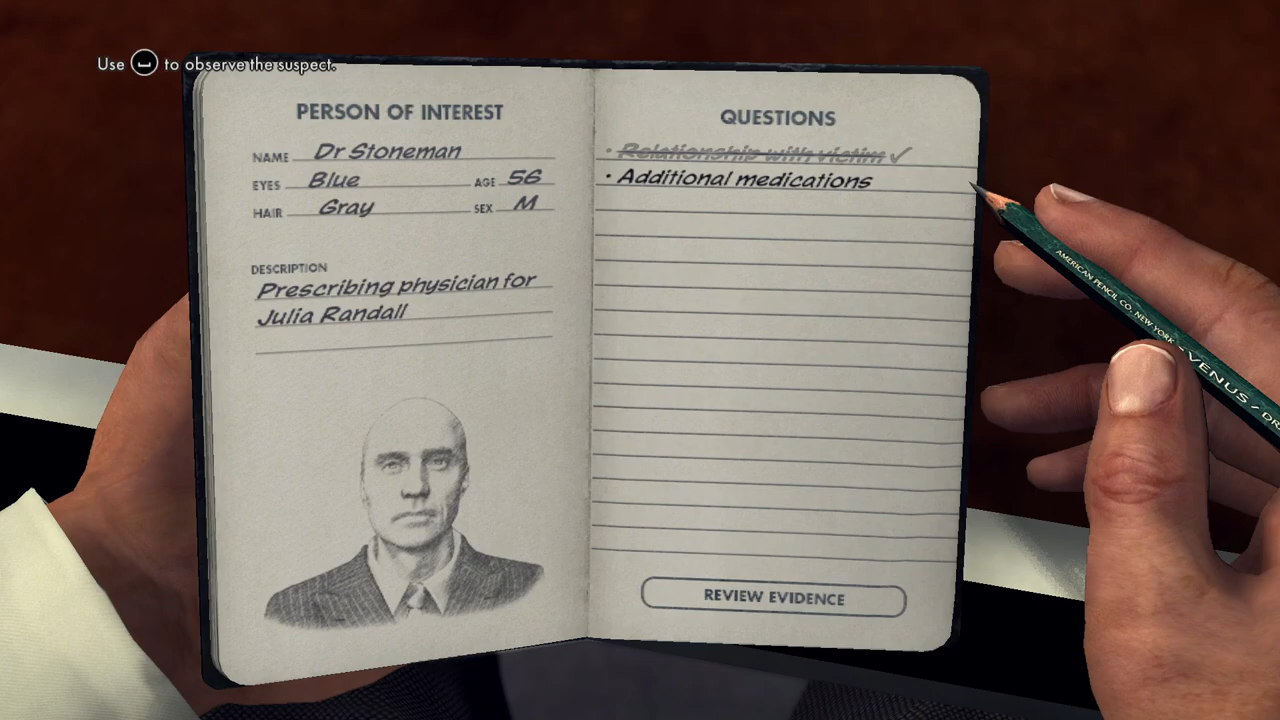 Use to observe the suspect.
PERSON OF INTEREST
NAME Dr Stoneman
EYES Blue AGE 56
HAIR Gray SEX M
DESCRIPTION
Prescribing physician for
Julia Randall
QUESTIONS
· Relationship with victim ✓
· Additional medications
REVIEW EVIDENCE
AMERICAN PENCIL CO. NEW YORK VENUS / DR